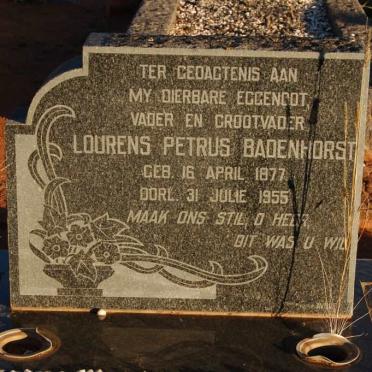 TER GEDAGTENIS AAN
MY DIERBARE EGGENOOT,
VADER EN GROOTVADER
LOURENS PETRUS BADENHORST
GEB. 16 APRIL 1877
OORL. 31 JULIE 1955
MAAK ONS STIL, O HEER,
DIT WAS U WIL